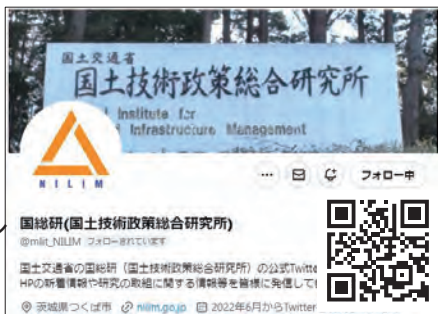 国土交通省
国土技術政策総合研究所
Institute for
Infrastructure Management
NILIM
フォロー中
国総研(国土技術政策総合研究所)
@mlit_NILIM フォローされています
国土交通省の国総研（国土技術政策総合研究所）の公式Twitte
HPの新着情報や研究の取組に関する情報等を皆様に発信して
茨城県つくば市 nilim.go.jp 2022年6月からTwitter